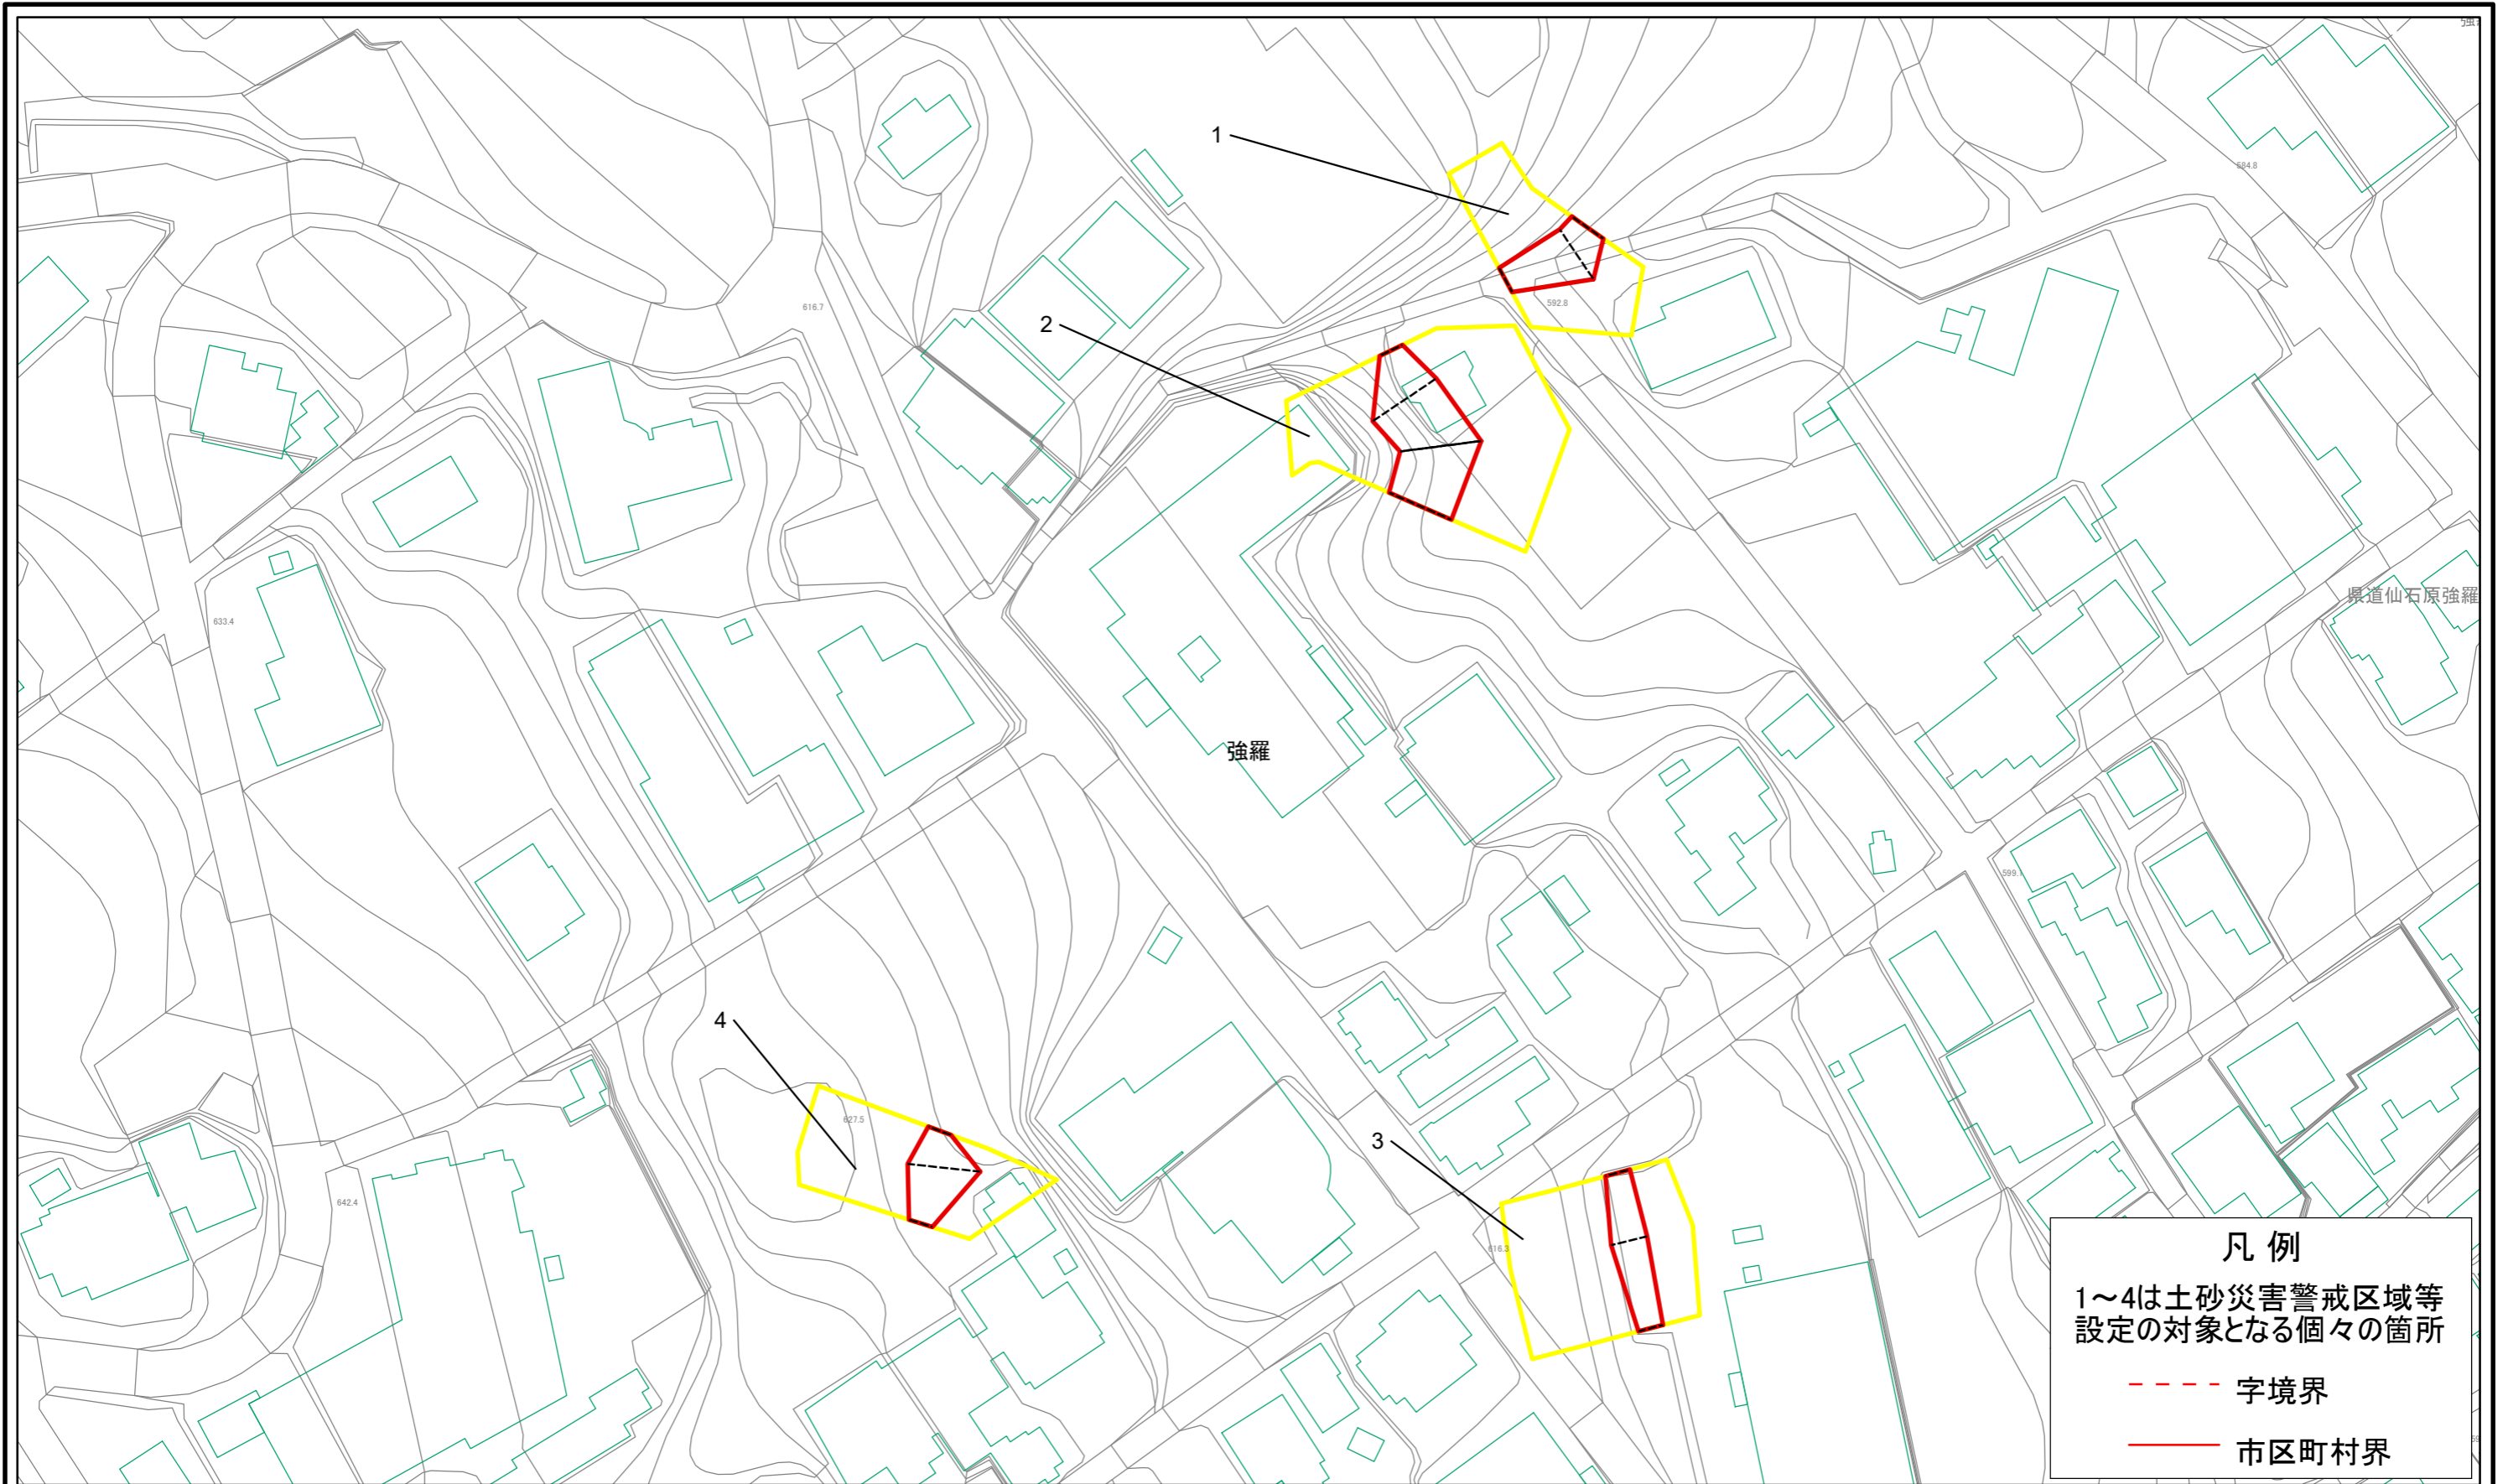 1
584.8
592.8
616.7
2
県道仙石原強羅
633.4
強羅
599.1
4
627.5
3
642.4
616.3
凡 例
1～4は土砂災害警戒区域等
設定の対象となる個々の箇所
字境界
市区町村界